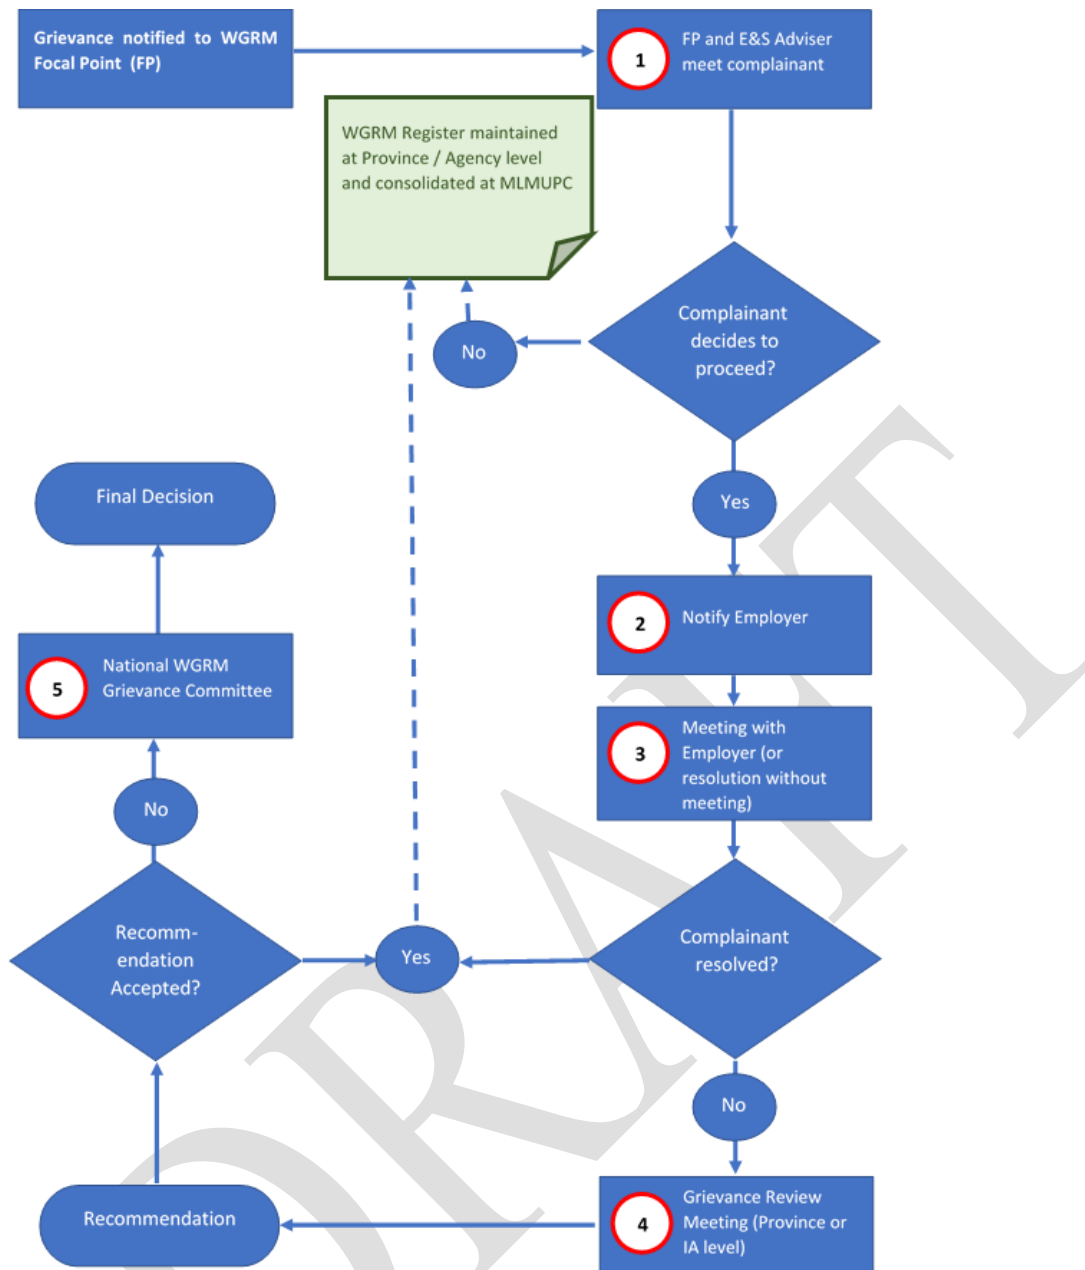 Grievance notified to WGRM
Focal Point (FP)
1
FP and E&S Adviser
meet complainant
WGRM Register maintained
at Province / Agency level
and consolidated at MLMUPC
Complainant
decides to
proceed?
No
Yes
Final Decision
2
Notify Employer
5
National WGRM
Grievance Committee
3
Meeting with
Employer (or
resolution without
meeting)
No
Recomm-
endation
Accepted?
Yes
Complainant
resolved?
No
Recommendation
4
Grievance Review
Meeting (Province or
IA level)
DRAFT